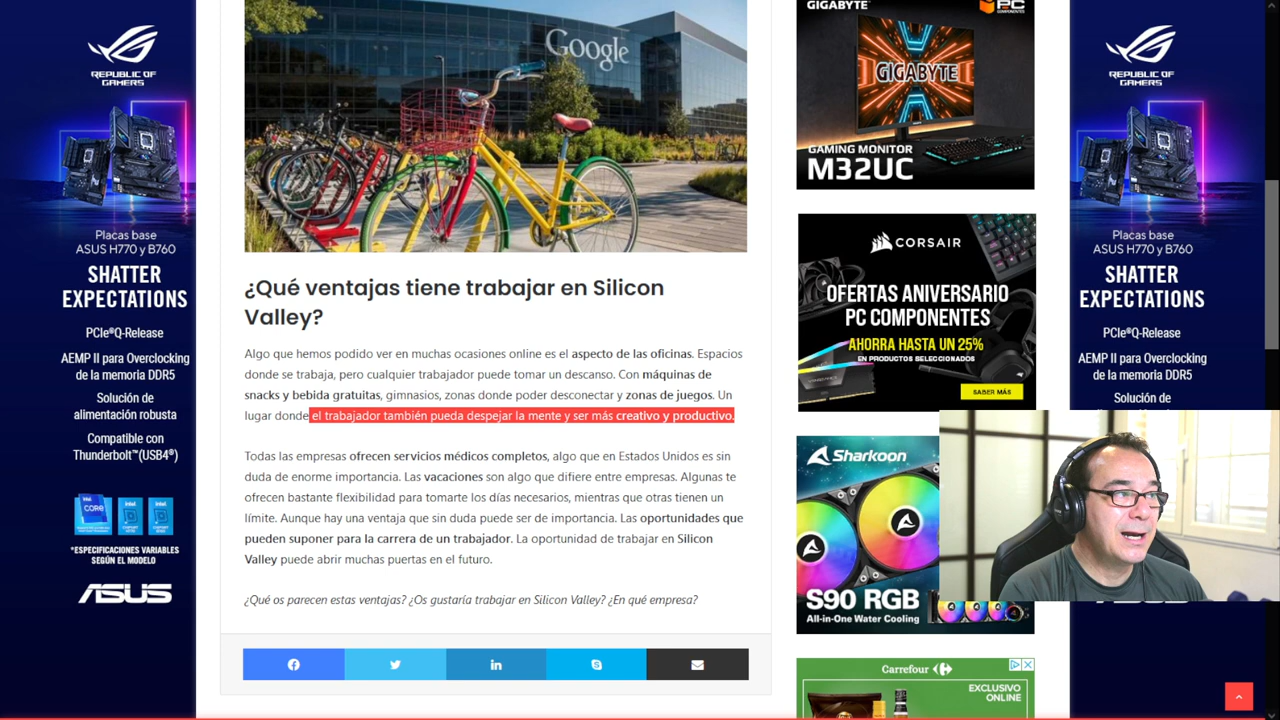 REPUBLIC OF
GAMERS
Placas base
ASUS H770 y B760
SHATTER
EXPECTATIONS
PCIe®Q-Release
AEMP II para Overclocking
de la memoria DDR5
Solución de
alimentación robusta
Compatible con
Thunderbolt™(USB4®)
intel
CORE
*ESPECIFICACIONES VARIABLES
SEGÚN EL MODELO
ASUS
Google
¿Qué ventajas tiene trabajar en Silicon
Valley?
Algo que hemos podido ver en muchas ocasiones online es el aspecto de las oficinas. Espacios
donde se trabaja, pero cualquier trabajador puede tomar un descanso. Con máquinas de
snacks y bebida gratuitas, gimnasios, zonas donde poder desconectar y zonas de juegos. Un
lugar donde el trabajador también pueda despejar la mente y ser más creativo y productivo.
Todas las empresas ofrecen servicios médicos completos, algo que en Estados Unidos es sin
duda de enorme importancia. Las vacaciones son algo que difiere entre empresas. Algunas te
ofrecen bastante flexibilidad para tomarte los días necesarios, mientras que otras tienen un
límite. Aunque hay una ventaja que sin duda puede ser de importancia. Las oportunidades que
pueden suponer para la carrera de un trabajador. La oportunidad de trabajar en Silicon
Valley puede abrir muchas puertas en el futuro.
¿Qué os parecen estas ventajas? ¿Os gustaría trabajar en Silicon Valley? ¿En qué empresa?
GIGABYTE
PC
COMPONENTES
GIGABYTE
GAMING MONITOR
M32UC
CORSAIR
OFERTAS ANIVERSARIO
PC COMPONENTES
AHORRA HASTA UN 25%
EN PRODUCTOS SELECCIONADOS
SABER MÁS
Sharkoon
S90 RGB
All-in-One Water Cooling
Carrefour
EXCLUSIVO
ONLINE
REPUBLIC OF
GAMERS
Placas base
ASUS H770 y B760
SHATTER
EXPECTATIONS
PCIe®Q-Release
AEMP II para Overclocking
de la memoria DDR5
Solución de